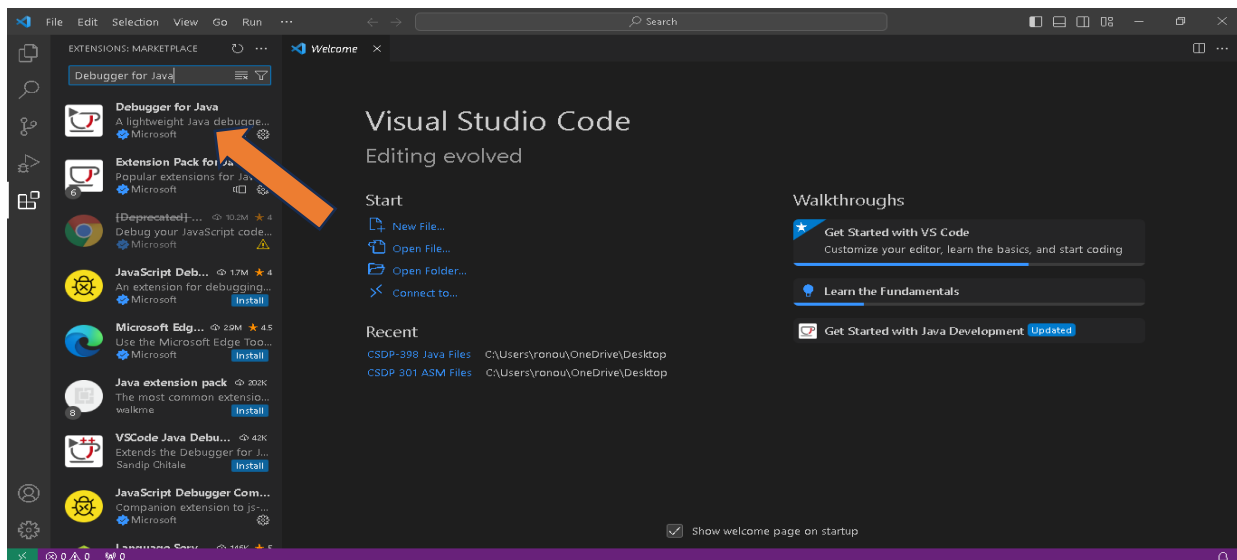 File Edit Selection View Go Run ···
Search
EXTENSIONS: MARKETPLACE
Debugger for Java
Debugger for Java
A lightweight Java debugge...
Microsoft
Extension Pack for
Popular extensions for
Microsoft
6
[Deprecated] ... 10.2M ★ 4
Debug your JavaScript code...
Microsoft
JavaScript Deb... 1.7M ★ 4
An extension for debugging...
Microsoft Install
Microsoft Edg... 2.9M ★ 4.5
Use the Microsoft Edge Too...
Microsoft Install
Java extension pack 202K
The most common extensio...
walkme Install
8
VSCode Java Debu... 42K
Extends the Debugger for J...
Sandip Chitale Install
JavaScript Debugger Com...
Companion extension to js-...
Microsoft
Welcome
Visual Studio Code
Editing evolved
Start
New File...
Open File...
Open Folder...
Connect to...
Recent
CSDP-398 Java Files C:\Users\ronou\OneDrive\Desktop
CSDP 301 ASM Files C:\Users\ronou\OneDrive\Desktop
Walkthroughs
Get Started with VS Code
Customize your editor, learn the basics, and start coding
Learn the Fundamentals
Get Started with Java Development Updated
Show welcome page on startup
0 0 0